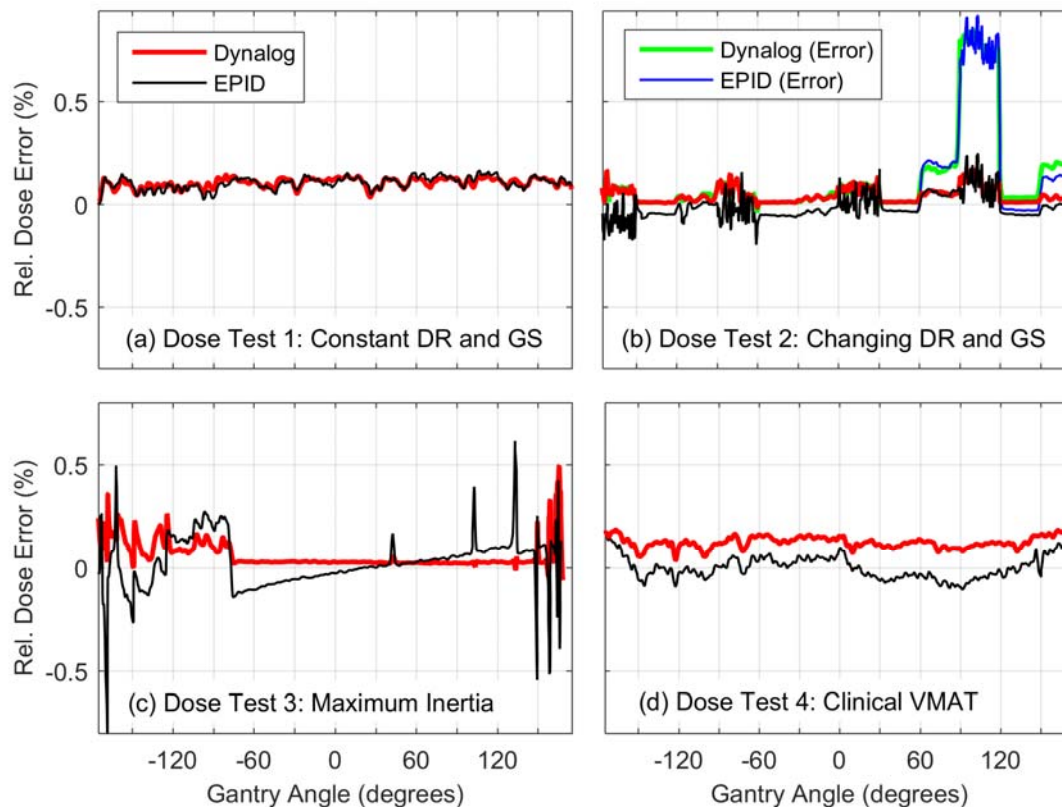 Dynalog
EPID
Dynalog (Error)
EPID (Error)
Rel. Dose Error (%)
0.5
0
-0.5
(a) Dose Test 1: Constant DR and GS
(b) Dose Test 2: Changing DR and GS
Rel. Dose Error (%)
0.5
0
-0.5
(c) Dose Test 3: Maximum Inertia
(d) Dose Test 4: Clinical VMAT
-120 -60 0 60 120
-120 -60 0 60 120
Gantry Angle (degrees)
Gantry Angle (degrees)